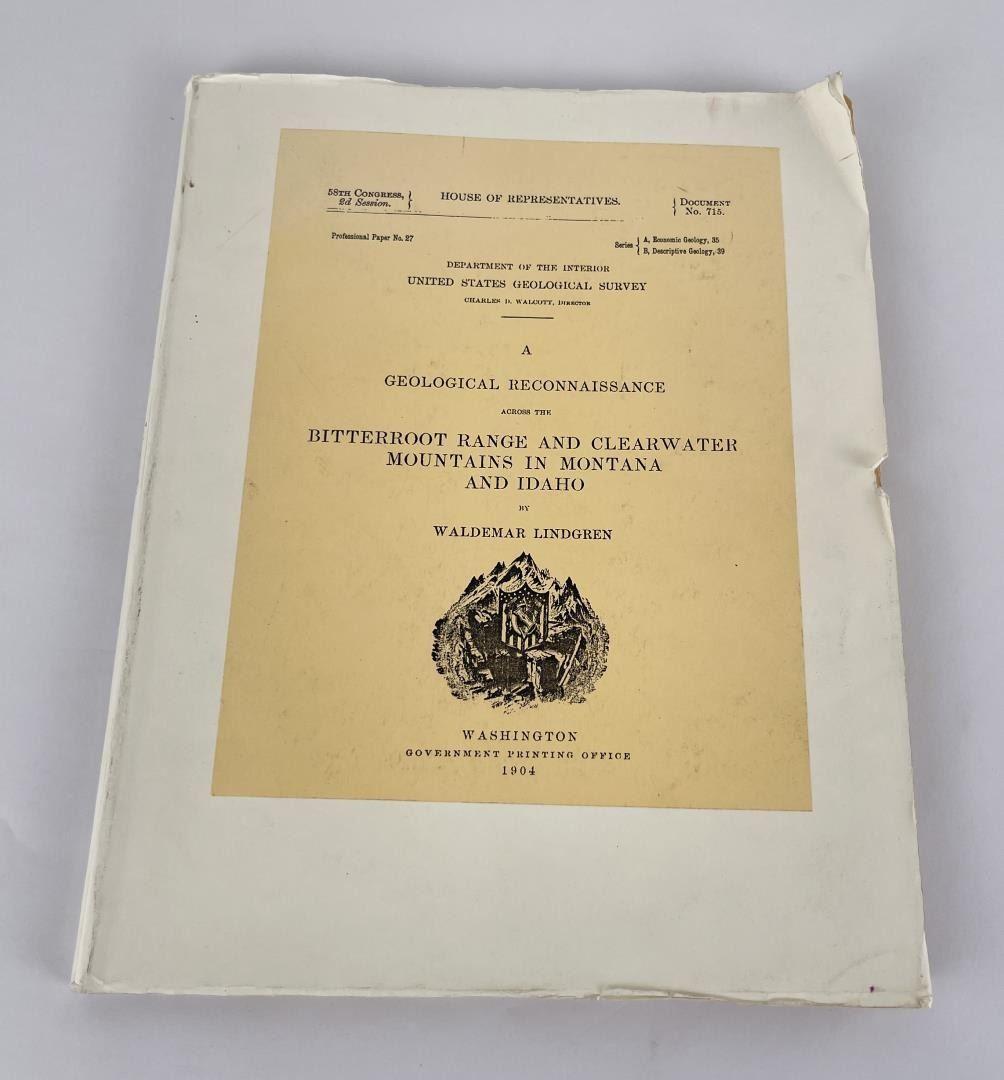 58TH CONGRESS, } HOUSE OF REPRESENTATIVES. { DOCUMENT
2d Session. } { No. 715.
Professional Paper No. 27 Series { A, Economic Geology, 35
B, Descriptive Geology, 39
DEPARTMENT OF THE INTERIOR
UNITED STATES GEOLOGICAL SURVEY
CHARLES D. WALCOTT, DIRECTOR
A
GEOLOGICAL RECONNAISSANCE
ACROSS THE
BITTERROOT RANGE AND CLEARWATER
MOUNTAINS IN MONTANA
AND IDAHO
BY
WALDEMAR LINDGREN
WASHINGTON
GOVERNMENT PRINTING OFFICE
1904